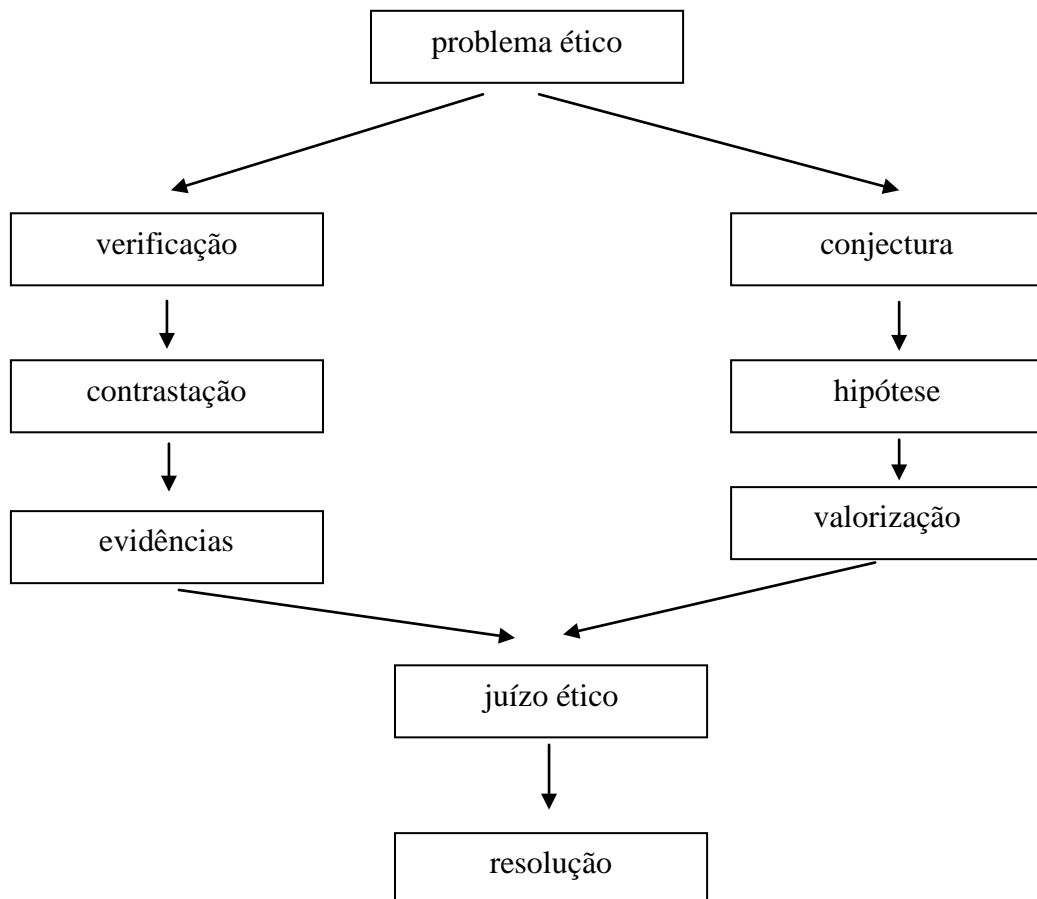 problema ético
verificação
conjectura
contrastação
hipótese
evidências
valorização
juízo ético
resolução